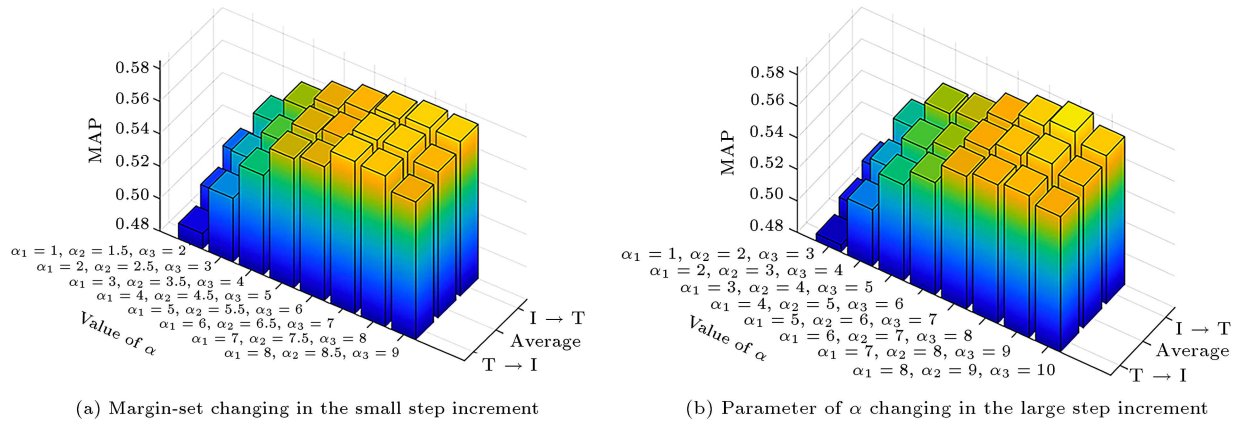 0.58
0.56
0.54
0.52
0.50
0.48
MAP
α₁ = 1, α₂ = 1.5, α₃ = 2
α₁ = 2, α₂ = 2.5, α₃ = 3
α₁ = 3, α₂ = 3.5, α₃ = 4
α₁ = 4, α₂ = 4.5, α₃ = 5
α₁ = 5, α₂ = 5.5, α₃ = 6
α₁ = 6, α₂ = 6.5, α₃ = 7
α₁ = 7, α₂ = 7.5, α₃ = 8
α₁ = 8, α₂ = 8.5, α₃ = 9
Value of α
I → T
Average
T → I
(a) Margin-set changing in the small step increment
0.58
0.56
0.54
0.52
0.50
0.48
MAP
α₁ = 1, α₂ = 2, α₃ = 3
α₁ = 2, α₂ = 3, α₃ = 4
α₁ = 3, α₂ = 4, α₃ = 5
α₁ = 4, α₂ = 5, α₃ = 6
α₁ = 5, α₂ = 6, α₃ = 7
α₁ = 6, α₂ = 7, α₃ = 8
α₁ = 7, α₂ = 8, α₃ = 9
α₁ = 8, α₂ = 9, α₃ = 10
Value of α
I → T
Average
T → I
(b) Parameter of α changing in the large step increment